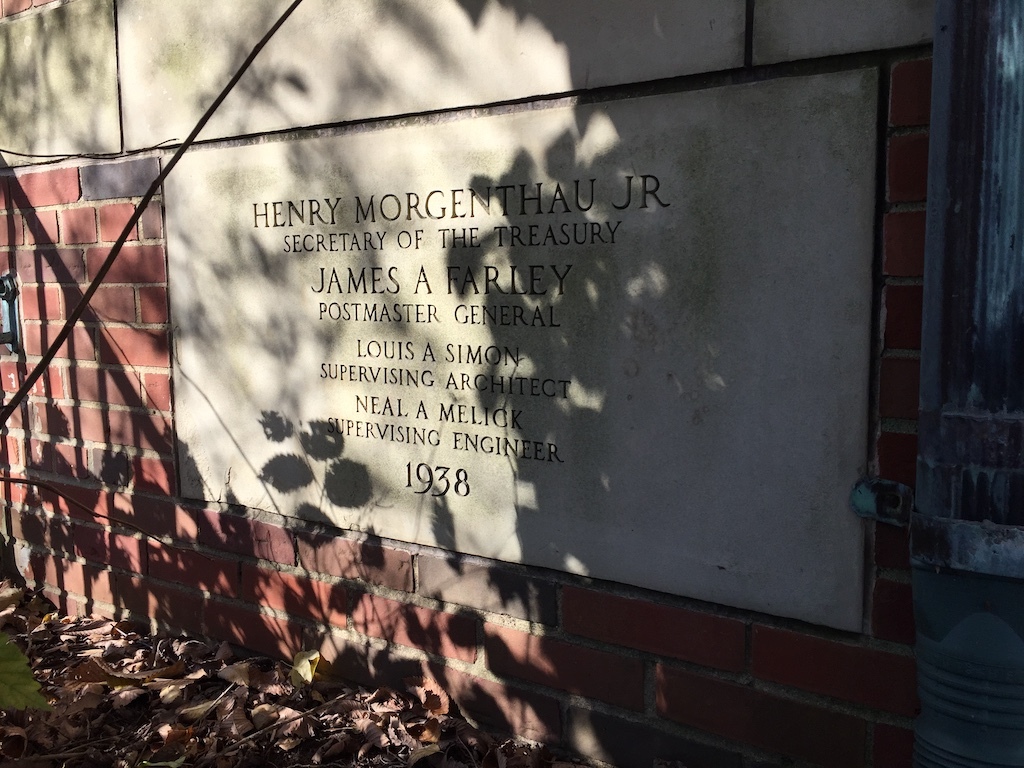 HENRY MORGENTHAU JR
SECRETARY OF THE TREASURY
JAMES A FARLEY
POSTMASTER GENERAL
LOUIS A SIMON
SUPERVISING ARCHITECT
NEAL A MELICK
SUPERVISING ENGINEER
1938